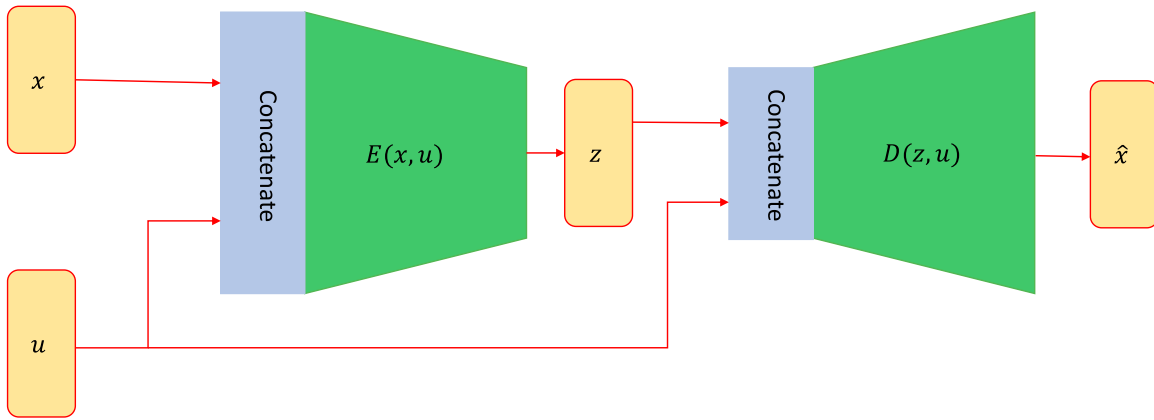 x
Concatenate
E(x, u)
z
Concatenate
D(z, u)
x̂
u